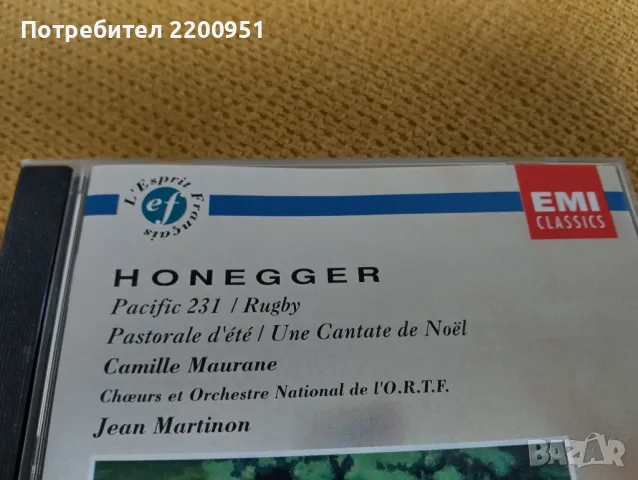 Потребител 2200951
L'Esprit Français
ef
EMI
CLASSICS
HONEGGER
Pacific 231 / Rugby
Pastorale d'été / Une Cantate de Noël
Camille Maurane
Chœurs et Orchestre National de l'O.R.T.F.
Jean Martinon
BAZAR